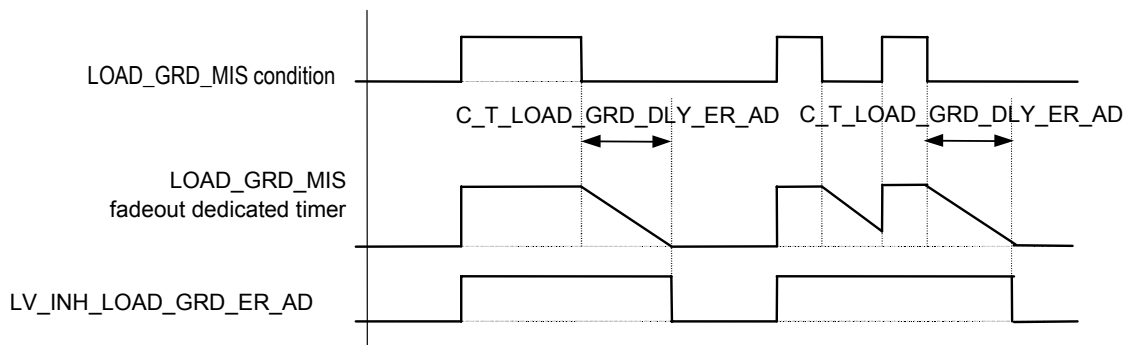 LOAD_GRD_MIS condition
C_T_LOAD_GRD_DLY_ER_AD
C_T_LOAD_GRD_DLY_ER_AD
LOAD_GRD_MIS
fadeout dedicated timer
LV_INH_LOAD_GRD_ER_AD